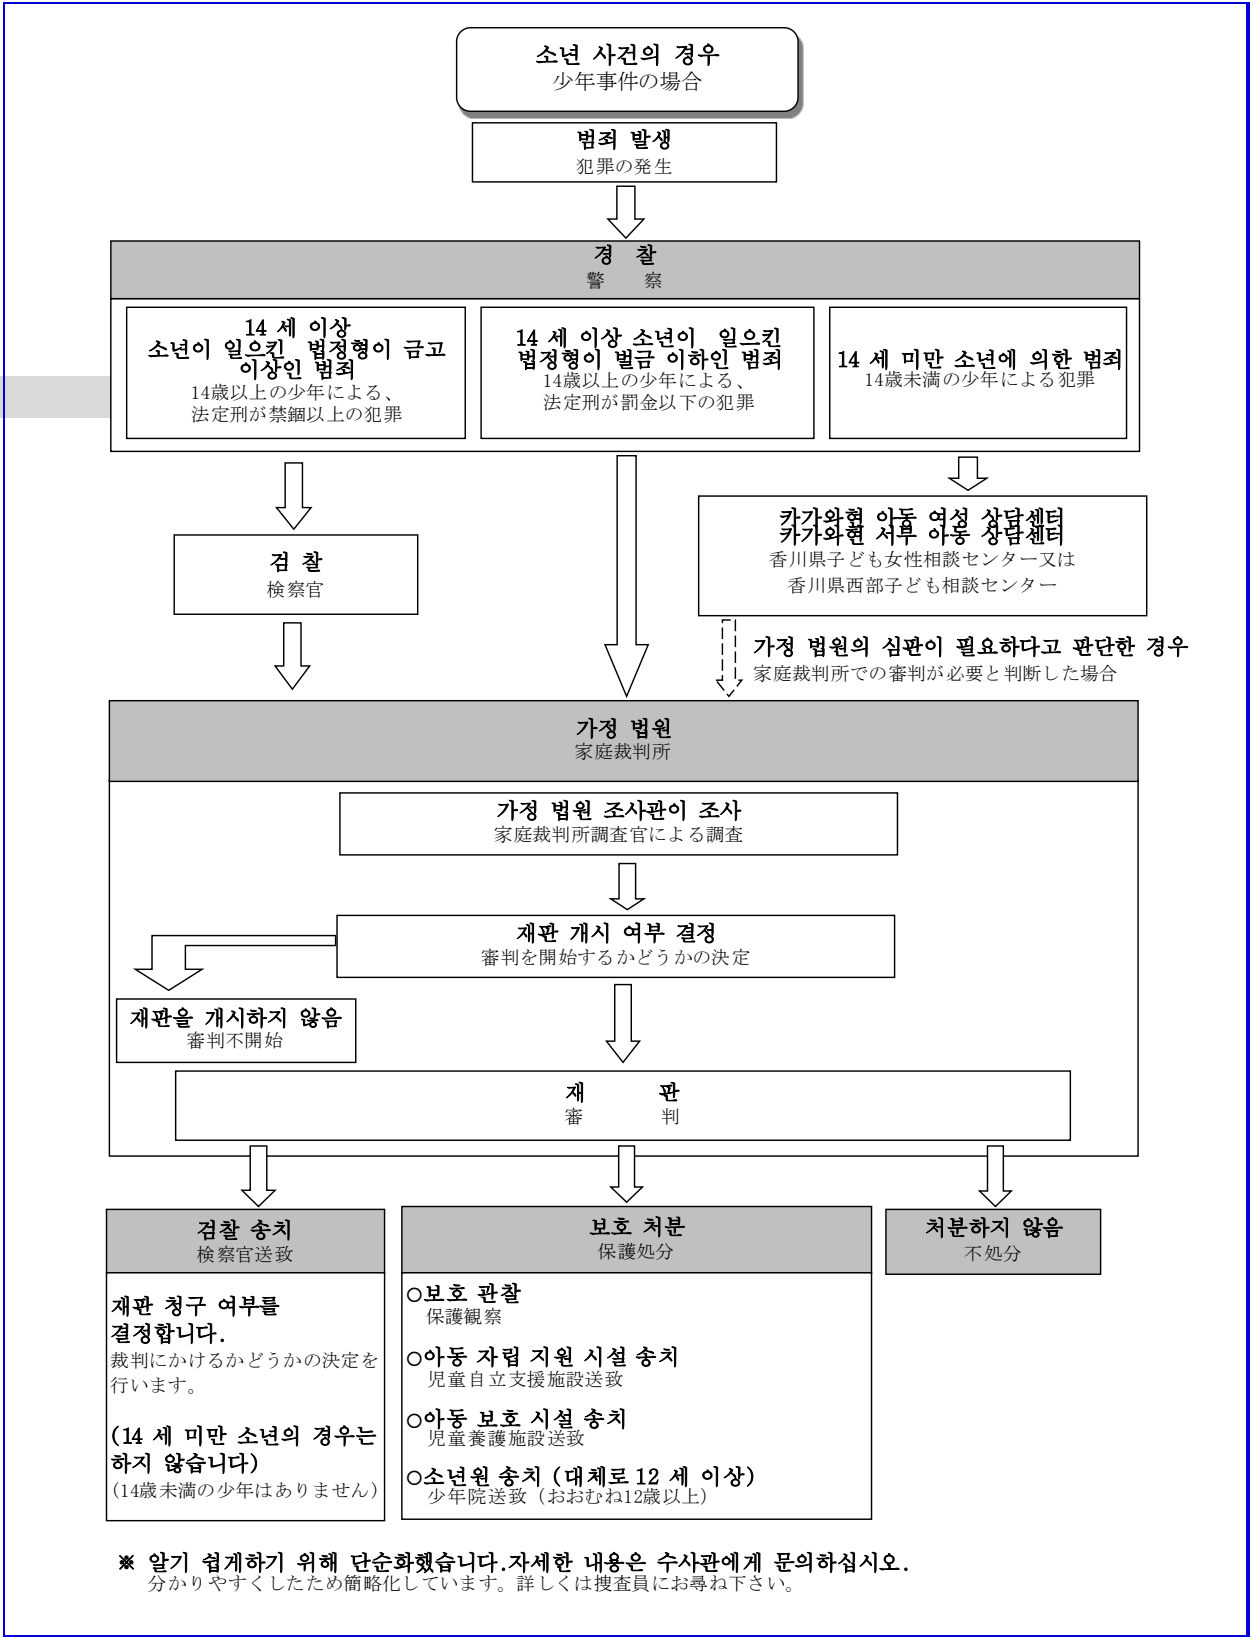 소년 사건의 경우
少年事件の場合
범죄 발생
犯罪の発生
경 찰
警 察
14 세 이상
소년이 일으킨 법정형이 금고
이상인 범죄
14歳以上の少年による、
法定刑が禁錮以上の犯罪
14 세 이상 소년이 일으킨
법정형이 벌금 이하인 범죄
14歳以上の少年による、
法定刑が罰金以下の犯罪
14 세 미만 소년에 의한 범죄
14歳未満の少年による犯罪
검 찰
検察官
카가와현 아동 여성 상담센터
카가와현 서부 아동 상담센터
香川県子ども女性相談センター又は
香川県西部子ども相談センター
가정 법원의 심판이 필요하다고 판단한 경우
家庭裁判所での審判が必要と判断した場合
가정 법원
家庭裁判所
가정 법원 조사관이 조사
家庭裁判所調査官による調査
재판 개시 여부 결정
審判を開始するかどうかの決定
재판을 개시하지 않음
審判不開始
재 판
審 判
검찰 송치
検察官送致
재판 청구 여부를
결정합니다.
裁判にかけるかどうかの決定を
行います。
(14 세 미만 소년의 경우는
하지 않습니다)
（14歳未満の少年はありません）
보호 처분
保護処分
○보호 관찰
保護観察
○아동 자립 지원 시설 송치
児童自立支援施設送致
○아동 보호 시설 송치
児童養護施設送致
○소년원 송치 (대체로 12 세 이상)
少年院送致（おおむね12歳以上）
처분하지 않음
不処分
※ 알기 쉽게하기 위해 단순화했습니다.자세한 내용은 수사관에게 문의하십시오.
分かりやすくしたため簡略化しています。詳しくは捜査員にお尋ね下さい。